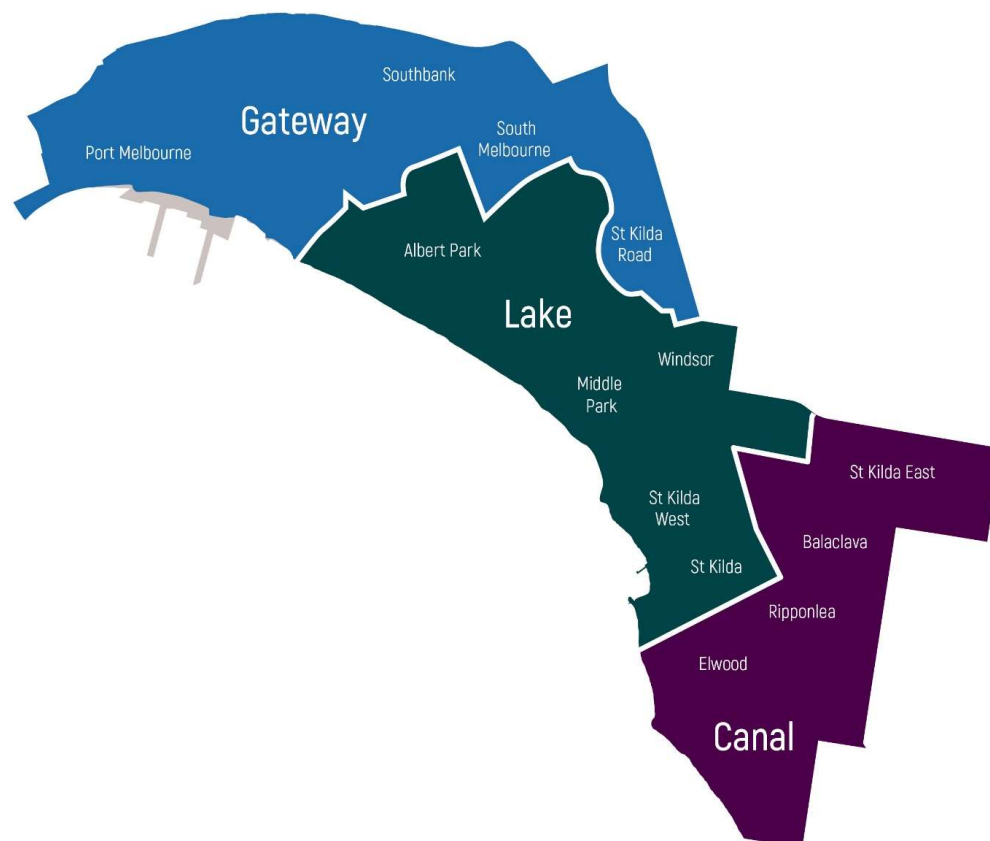 Southbank
Gateway
South
Melbourne
Port Melbourne
St Kilda
Road
Albert Park
Lake
Windsor
Middle
Park
St Kilda East
St Kilda
West
Balaclava
St Kilda
Ripponlea
Elwood
Canal